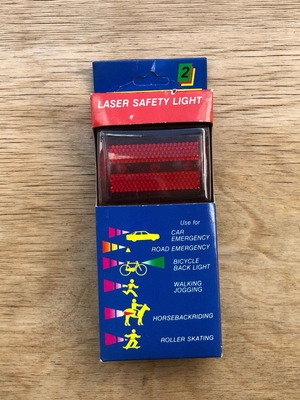 2
LASER SAFETY LIGHT
Use for
CAR
EMERGENCY
ROAD EMERGENCY
BICYCLE
BACK LIGHT
WALKING
JOGGING
HORSEBACKRIDING
ROLLER SKATING